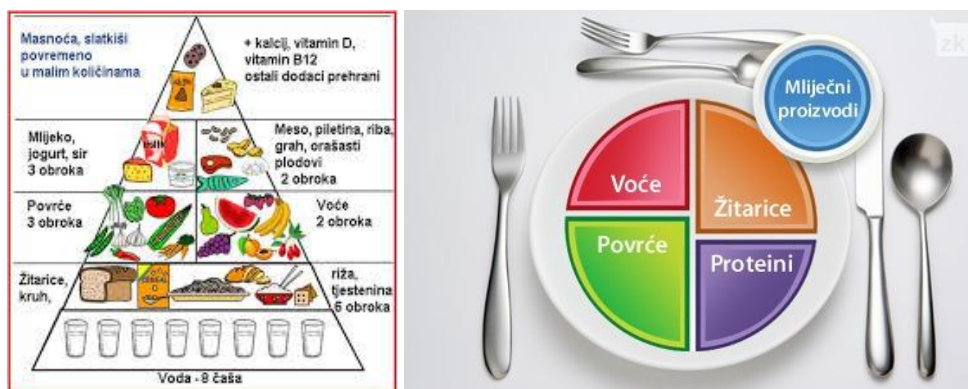 Masnoća, slatkiši
povremeno
u malim količinama
+ kalcij, vitamin D,
vitamin B12
ostali dodaci prehrani
Mlijeko,
jogurt, sir
3 obroka
Meso, piletina, riba,
grah, orašasti
plodovi
2 obroka
Povrće
3 obroka
Voće
2 obroka
Žitarice,
kruh,
CEREAL
riža,
tjestenina
6 obroka
Voda - 8 čaša
zk
Mliječni
proizvodi
Voće
Žitarice
Povrće
Proteini